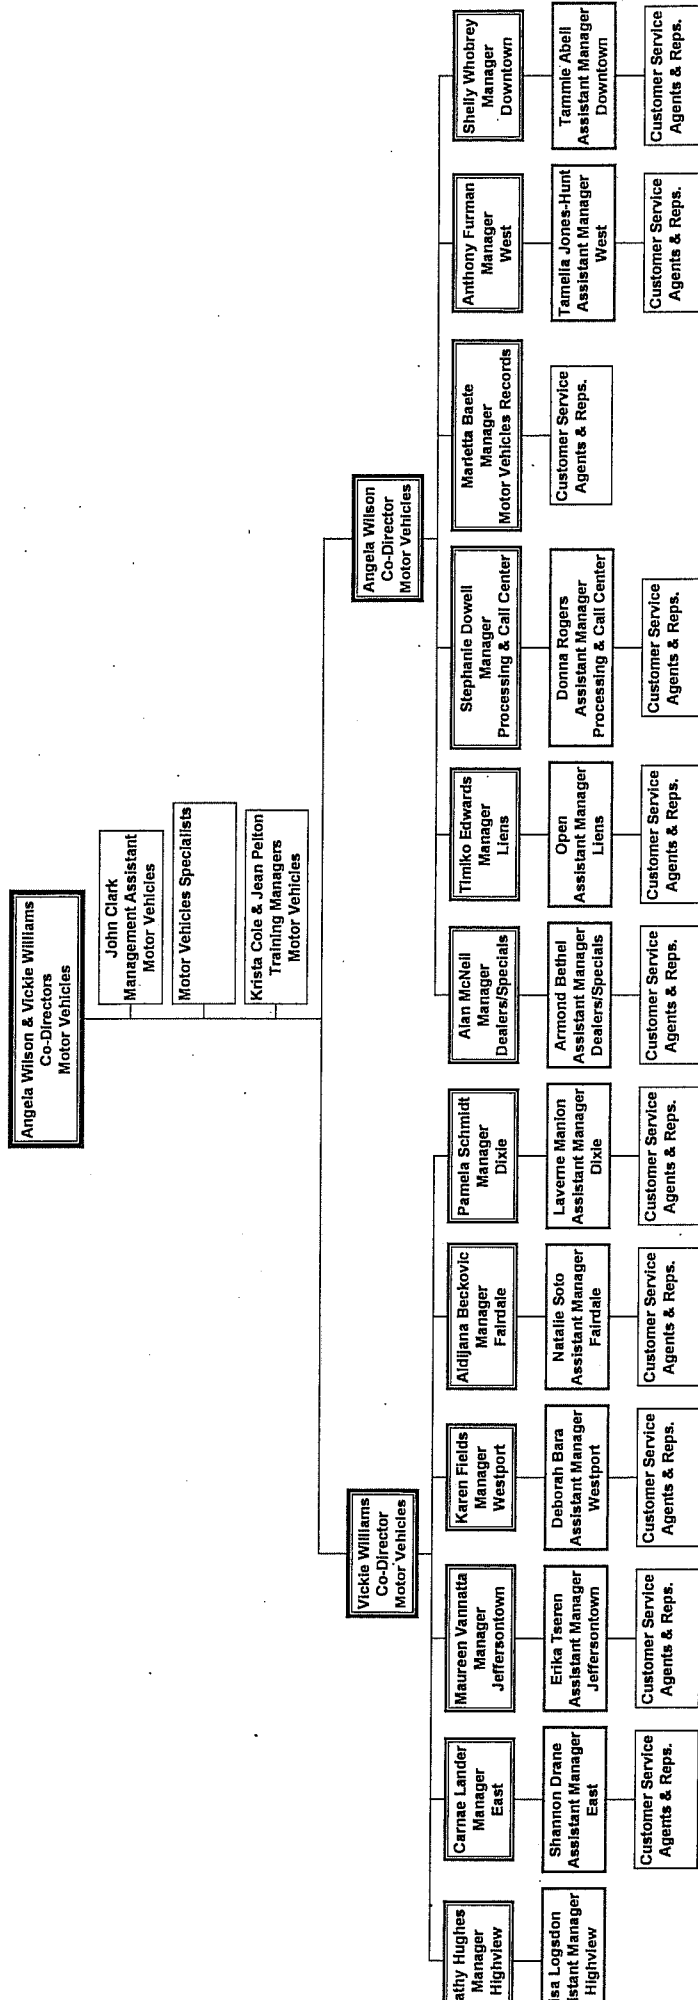 Angela Wilson & Vickie Williams
Co-Directors
Motor Vehicles
John Clark
Management Assistant
Motor Vehicles
Motor Vehicles Specialists
Krista Cole & Jean Pelton
Training Managers
Motor Vehicles
Vickie Williams
Co-Director
Motor Vehicles
Angela Wilson
Co-Director
Motor Vehicles
Hughes
Manager
Highview
Carnae Lander
Manager
East
Maureen Vannatta
Manager
Jeffersontown
Karen Fields
Manager
Westport
Aldijana Beckovic
Manager
Fairdale
Pamela Schmidt
Manager
Dixie
Alan McNeil
Manager
Dealers/Specials
Timiko Edwards
Manager
Liens
Stephanie Dowell
Manager
Processing & Call Center
Marletta Baete
Manager
Motor Vehicles Records
Anthony Furman
Manager
West
Shelly Whobrey
Manager
Downtown
Logsdon
Manager
Highview
Shannon Drane
Assistant Manager
East
Erika Tseren
Assistant Manager
Jeffersontown
Deborah Bara
Assistant Manager
Westport
Natalie Soto
Assistant Manager
Fairdale
Laverne Manion
Assistant Manager
Dixie
Armond Bethel
Assistant Manager
Dealers/Specials
Open
Assistant Manager
Liens
Donna Rogers
Assistant Manager
Processing & Call Center
Customer Service
Agents & Reps.
Tamelia Jones-Hunt
Assistant Manager
West
Tammie Abell
Assistant Manager
Downtown
Customer Service
Agents & Reps.
Customer Service
Agents & Reps.
Customer Service
Agents & Reps.
Customer Service
Agents & Reps.
Customer Service
Agents & Reps.
Customer Service
Agents & Reps.
Customer Service
Agents & Reps.
Customer Service
Agents & Reps.
Customer Service
Agents & Reps.
Customer Service
Agents & Reps.